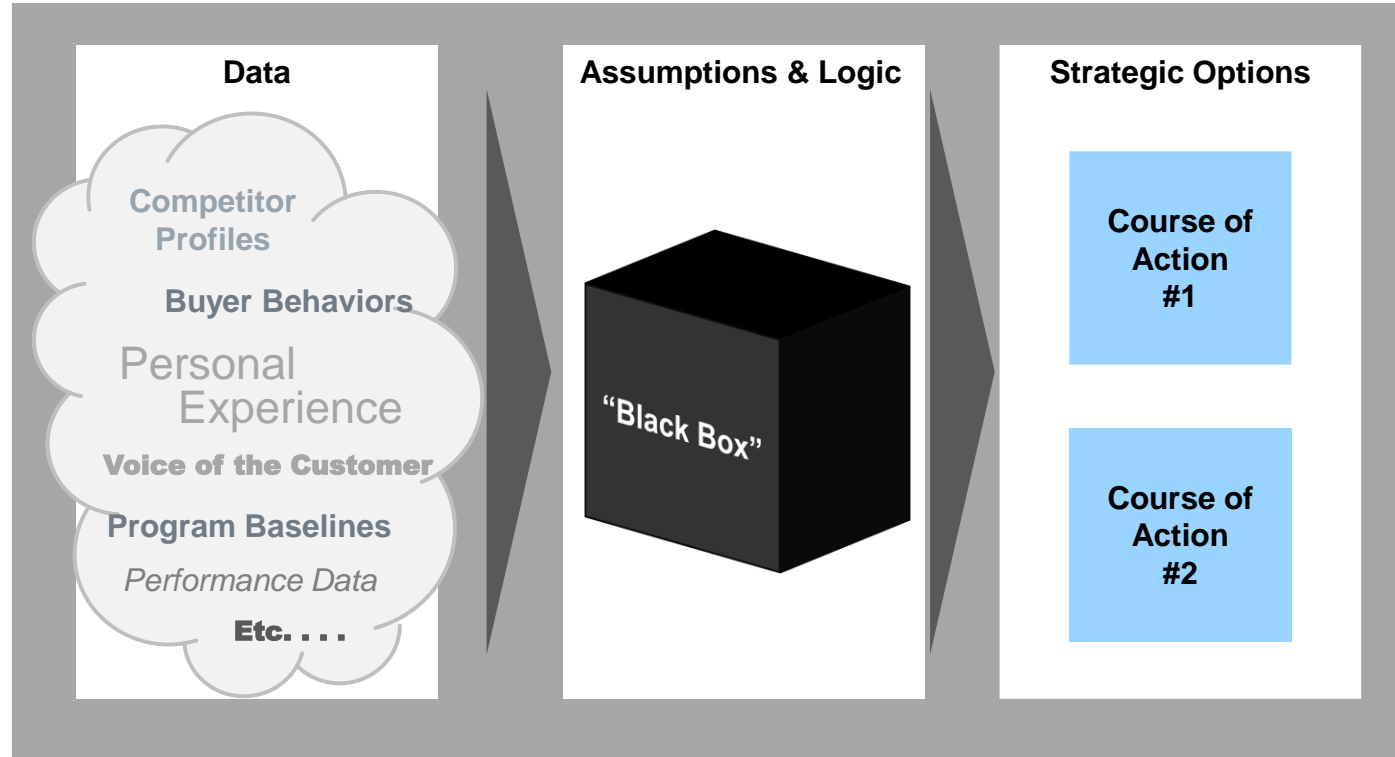 Data
Competitor
Profiles
Buyer Behaviors
Personal
Experience
Voice of the Customer
Program Baselines
Performance Data
Etc. . . .
Assumptions & Logic
“Black Box”
Strategic Options
Course of
Action
#1
Course of
Action
#2